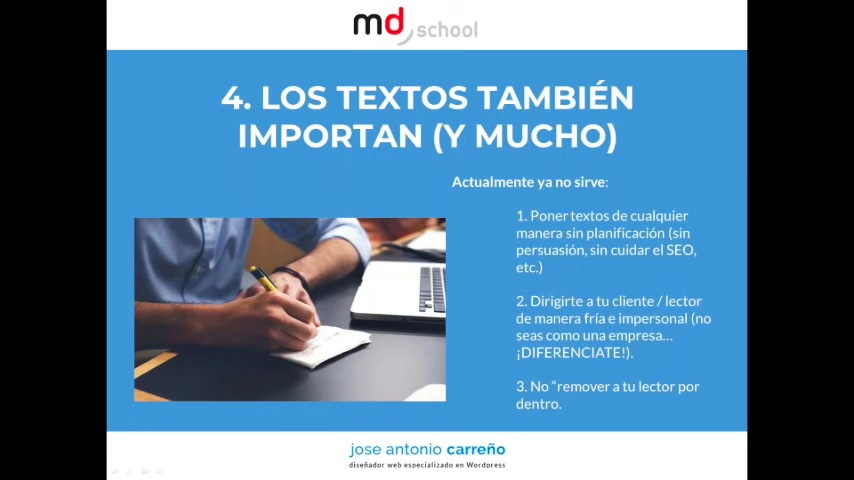 md school
4. LOS TEXTOS TAMBIÉN
IMPORTAN (Y MUCHO)
Actualmente ya no sirve:
1. Poner textos de cualquier
manera sin planificación (sin
persuasión, sin cuidar el SEO,
etc.)
2. Dirigirte a tu cliente / lector
de manera fría e impersonal (no
seas como una empresa...
¡DIFERENCIATE!).
3. No “remover a tu lector por
dentro.
jose antonio carreño
diseñador web especializado en Wordpress